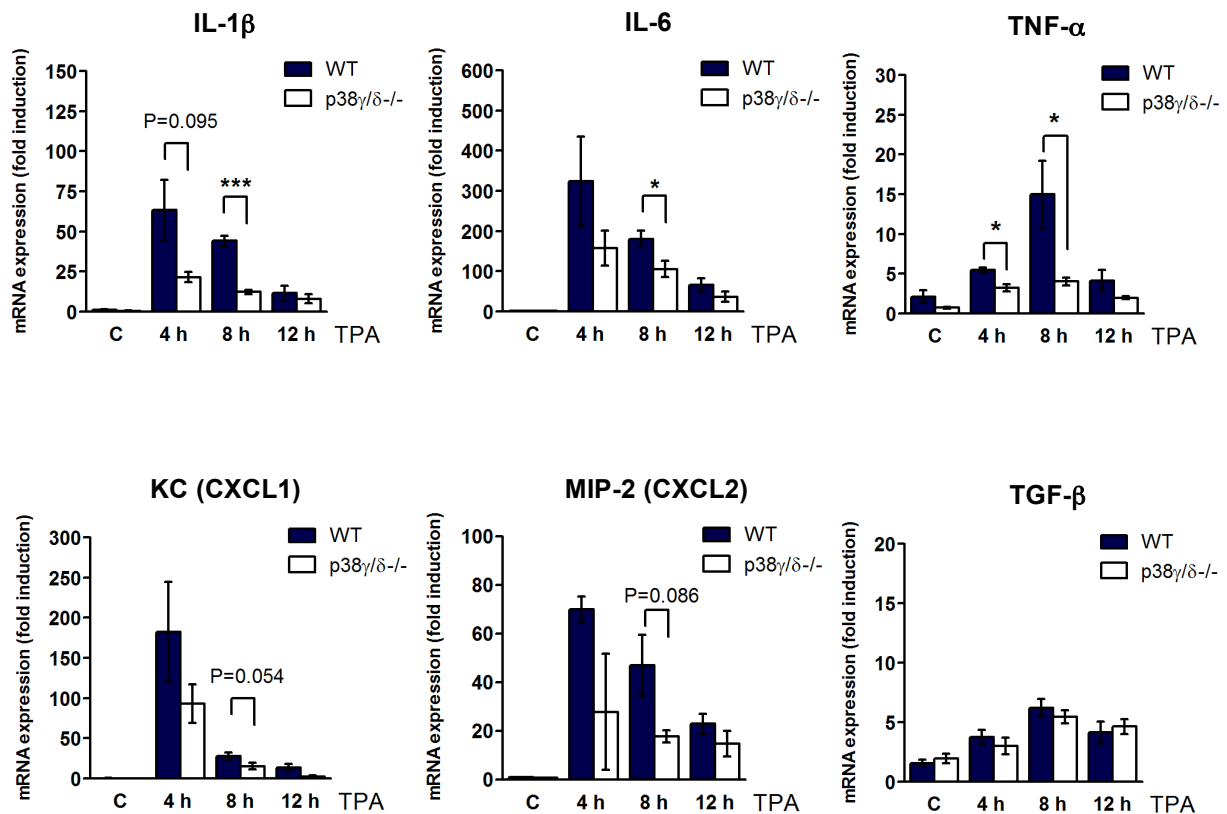 IL-1β
mRNA expression (fold induction)
150
125
100
75
50
25
0
WT
p38γ/δ-/-
P=0.095
***
C 4 h 8 h 12 h TPA
IL-6
mRNA expression (fold induction)
600
500
400
300
200
100
0
WT
p38γ/δ-/-
*
C 4 h 8 h 12 h TPA
TNF-α
mRNA expression (fold induction)
30
25
20
15
10
5
0
WT
p38γ/δ-/-
*
*
C 4 h 8 h 12 h TPA
KC (CXCL1)
mRNA expression (fold induction)
300
250
200
150
100
50
0
WT
p38γ/δ-/-
P=0.054
C 4 h 8 h 12 h TPA
MIP-2 (CXCL2)
mRNA expression (fold induction)
100
80
60
40
20
0
WT
p38γ/δ-/-
P=0.086
C 4 h 8 h 12 h TPA
TGF-β
mRNA expression (fold induction)
20
15
10
5
0
WT
p38γ/δ-/-
C 4 h 8 h 12 h TPA